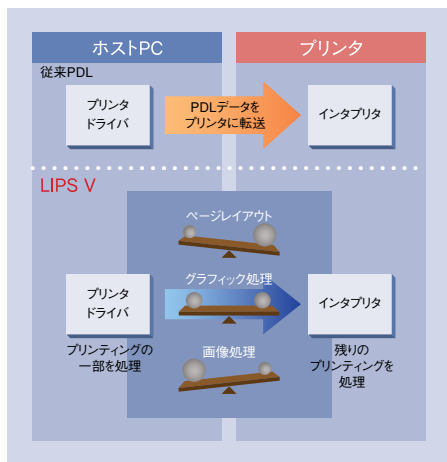 ホストPC
プリンタ
従来PDL
プリンタ
ドライバ
PDLデータを
プリンタに転送
インタプリタ
LIPS V
ページレイアウト
グラフィック処理
プリンタ
ドライバ
インタプリタ
プリンティングの
一部を処理
画像処理
残りの
プリンティングを
処理